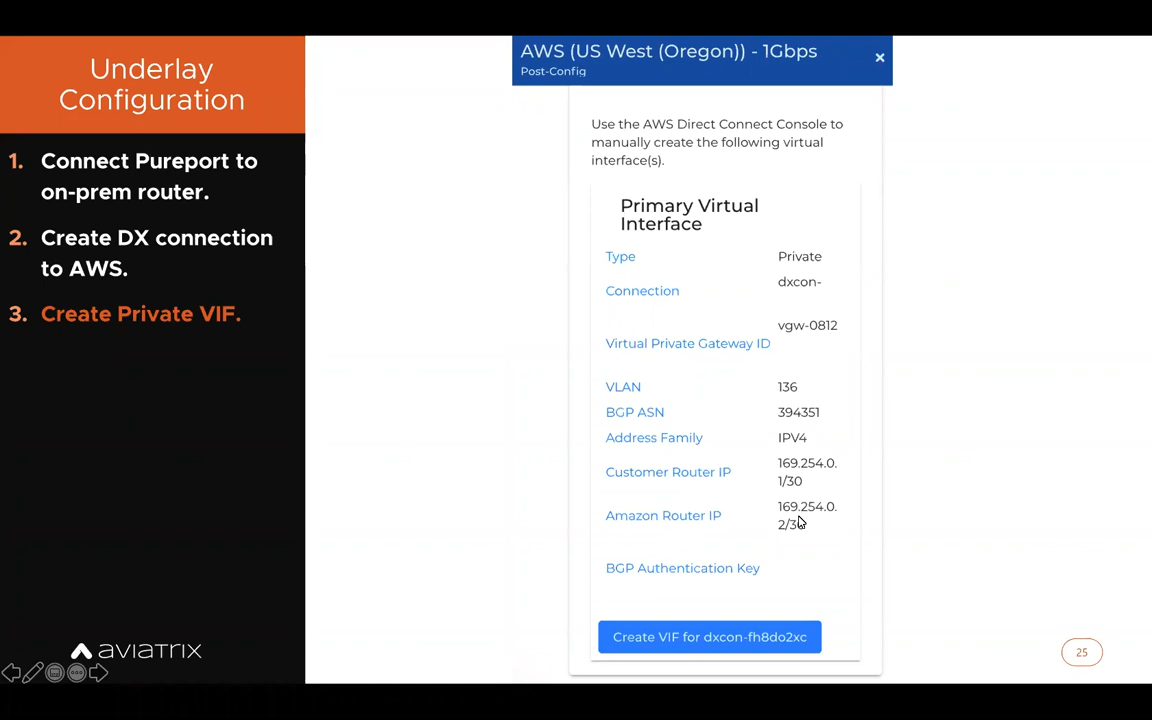 Underlay
Configuration
1. Connect Pureport to
on-prem router.
2. Create DX connection
to AWS.
3. Create Private VIF.
AVIATRIX
AWS (US West (Oregon)) - 1Gbps
Post-Config
×
Use the AWS Direct Connect Console to
manually create the following virtual
interface(s).
Primary Virtual
Interface
Type Private
Connection dxcon-
Virtual Private Gateway ID vgw-0812
VLAN 136
BGP ASN 394351
Address Family IPV4
Customer Router IP 169.254.0.
1/30
Amazon Router IP 169.254.0.
2/30
BGP Authentication Key
Create VIF for dxcon-fh8do2xc
25